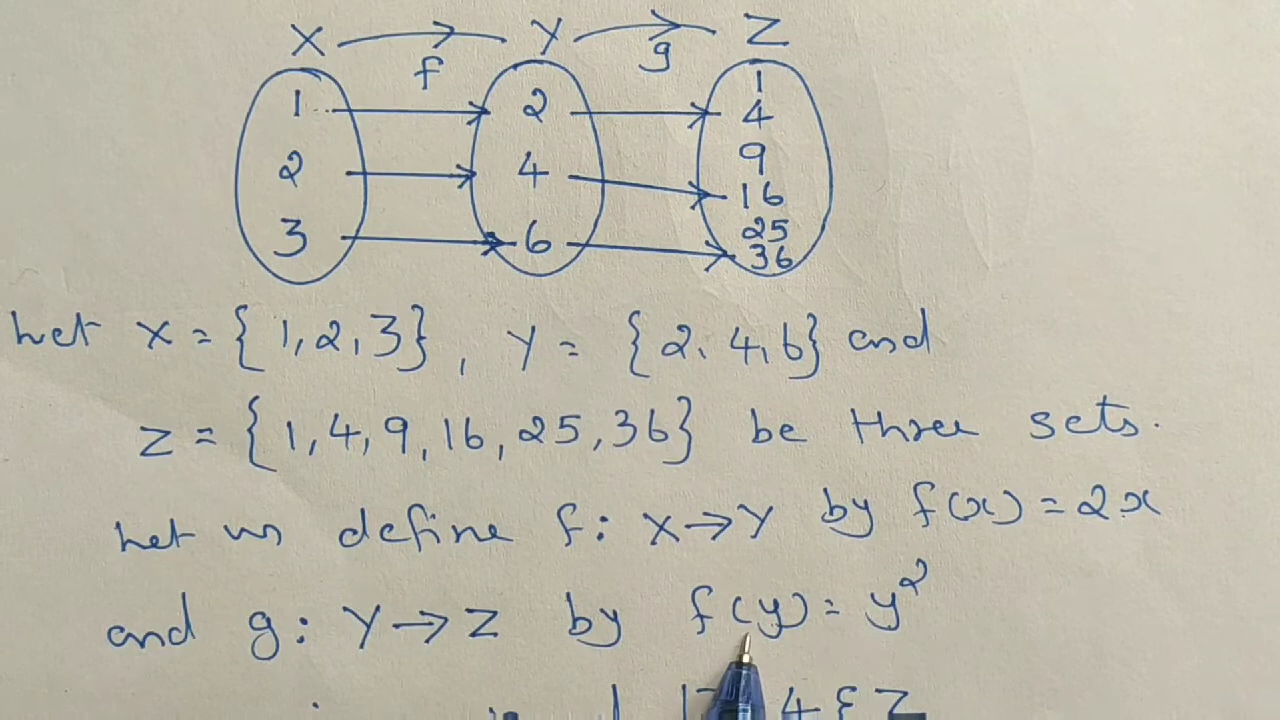 X Y Z
f g
1 2 1
4
2 4 9
16
3 6 25
36
Let X = {1,2,3}, Y = {2,4,6} and
Z = {1,4,9,16,25,36} be three sets.
Let us define f: X→Y by f(x) = 2x
and g: Y→Z by f(y) = y²